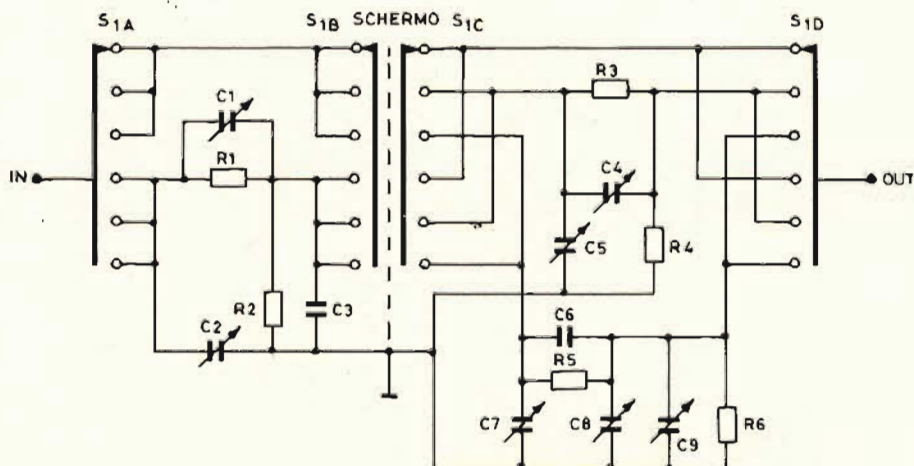 S1A S1B SCHERMO S1C S1D
R3
C1
C4
R1
IN OUT
C5 R4
R2 C3
C2 C6
R5
C7 C8 C9 R6